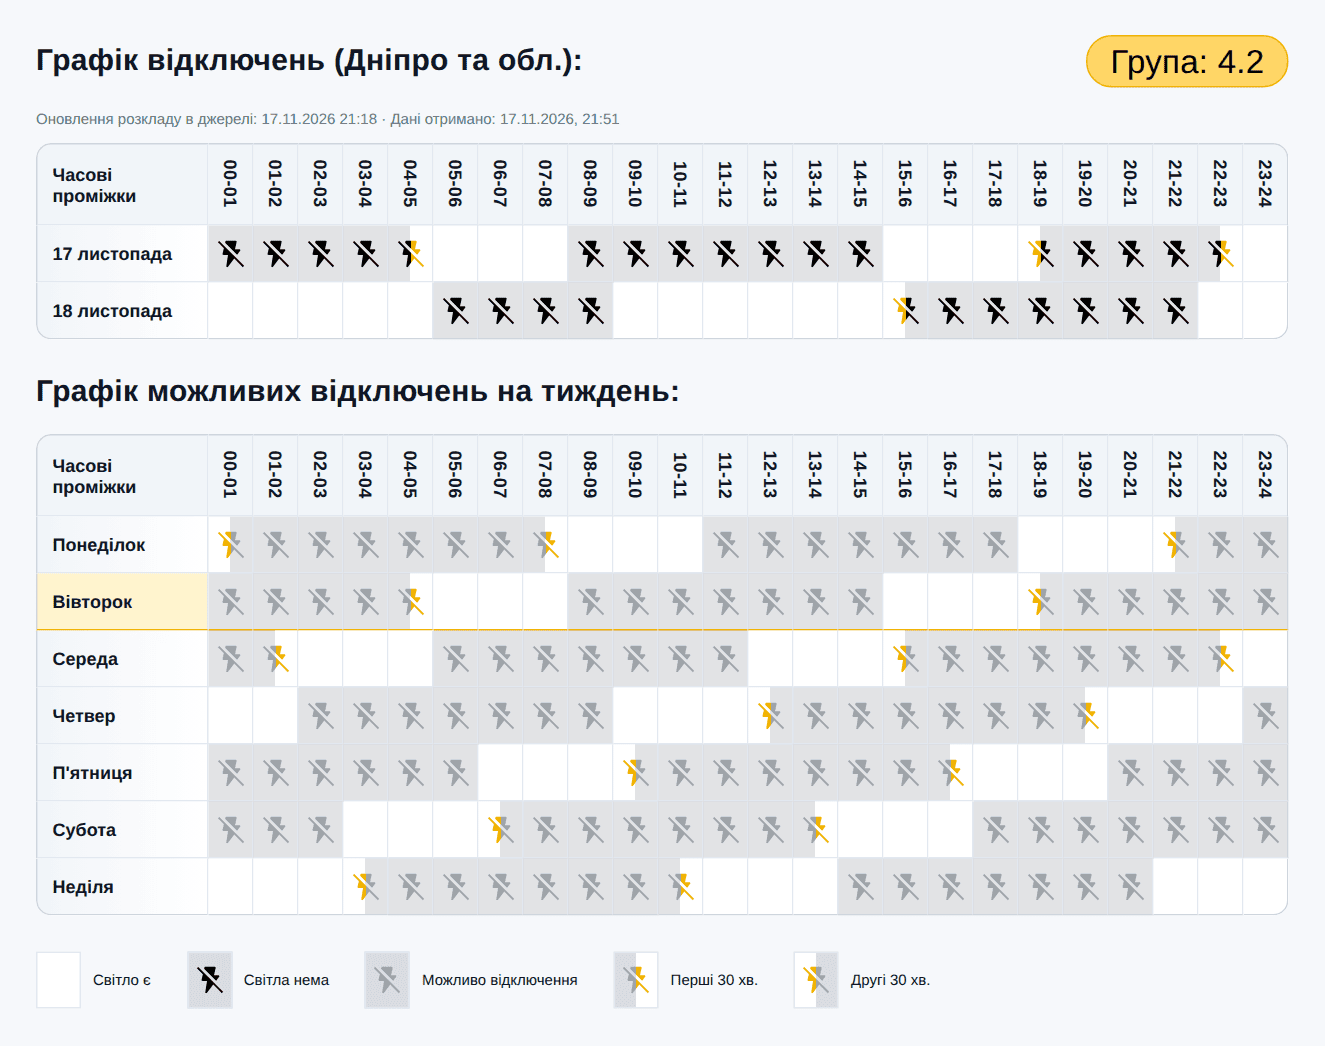 Графік відключень (Дніпро та обл.):
Група: 4.2
Оновлення розкладу в джерелі: 17.11.2026 21:18 · Дані отримано: 17.11.2026, 21:51
Часові проміжки 00-01 01-02 02-03 03-04 04-05 05-06 06-07 07-08 08-09 09-10 10-11 11-12 12-13 13-14 14-15 15-16 16-17 17-18 18-19 19-20 20-21 21-22 22-23 23-24
17 листопада
18 листопада
Графік можливих відключень на тиждень:
Часові проміжки 00-01 01-02 02-03 03-04 04-05 05-06 06-07 07-08 08-09 09-10 10-11 11-12 12-13 13-14 14-15 15-16 16-17 17-18 18-19 19-20 20-21 21-22 22-23 23-24
Понеділок
Вівторок
Середа
Четвер
П'ятниця
Субота
Неділя
Світло є Світла нема Можливо відключення Перші 30 хв. Другі 30 хв.